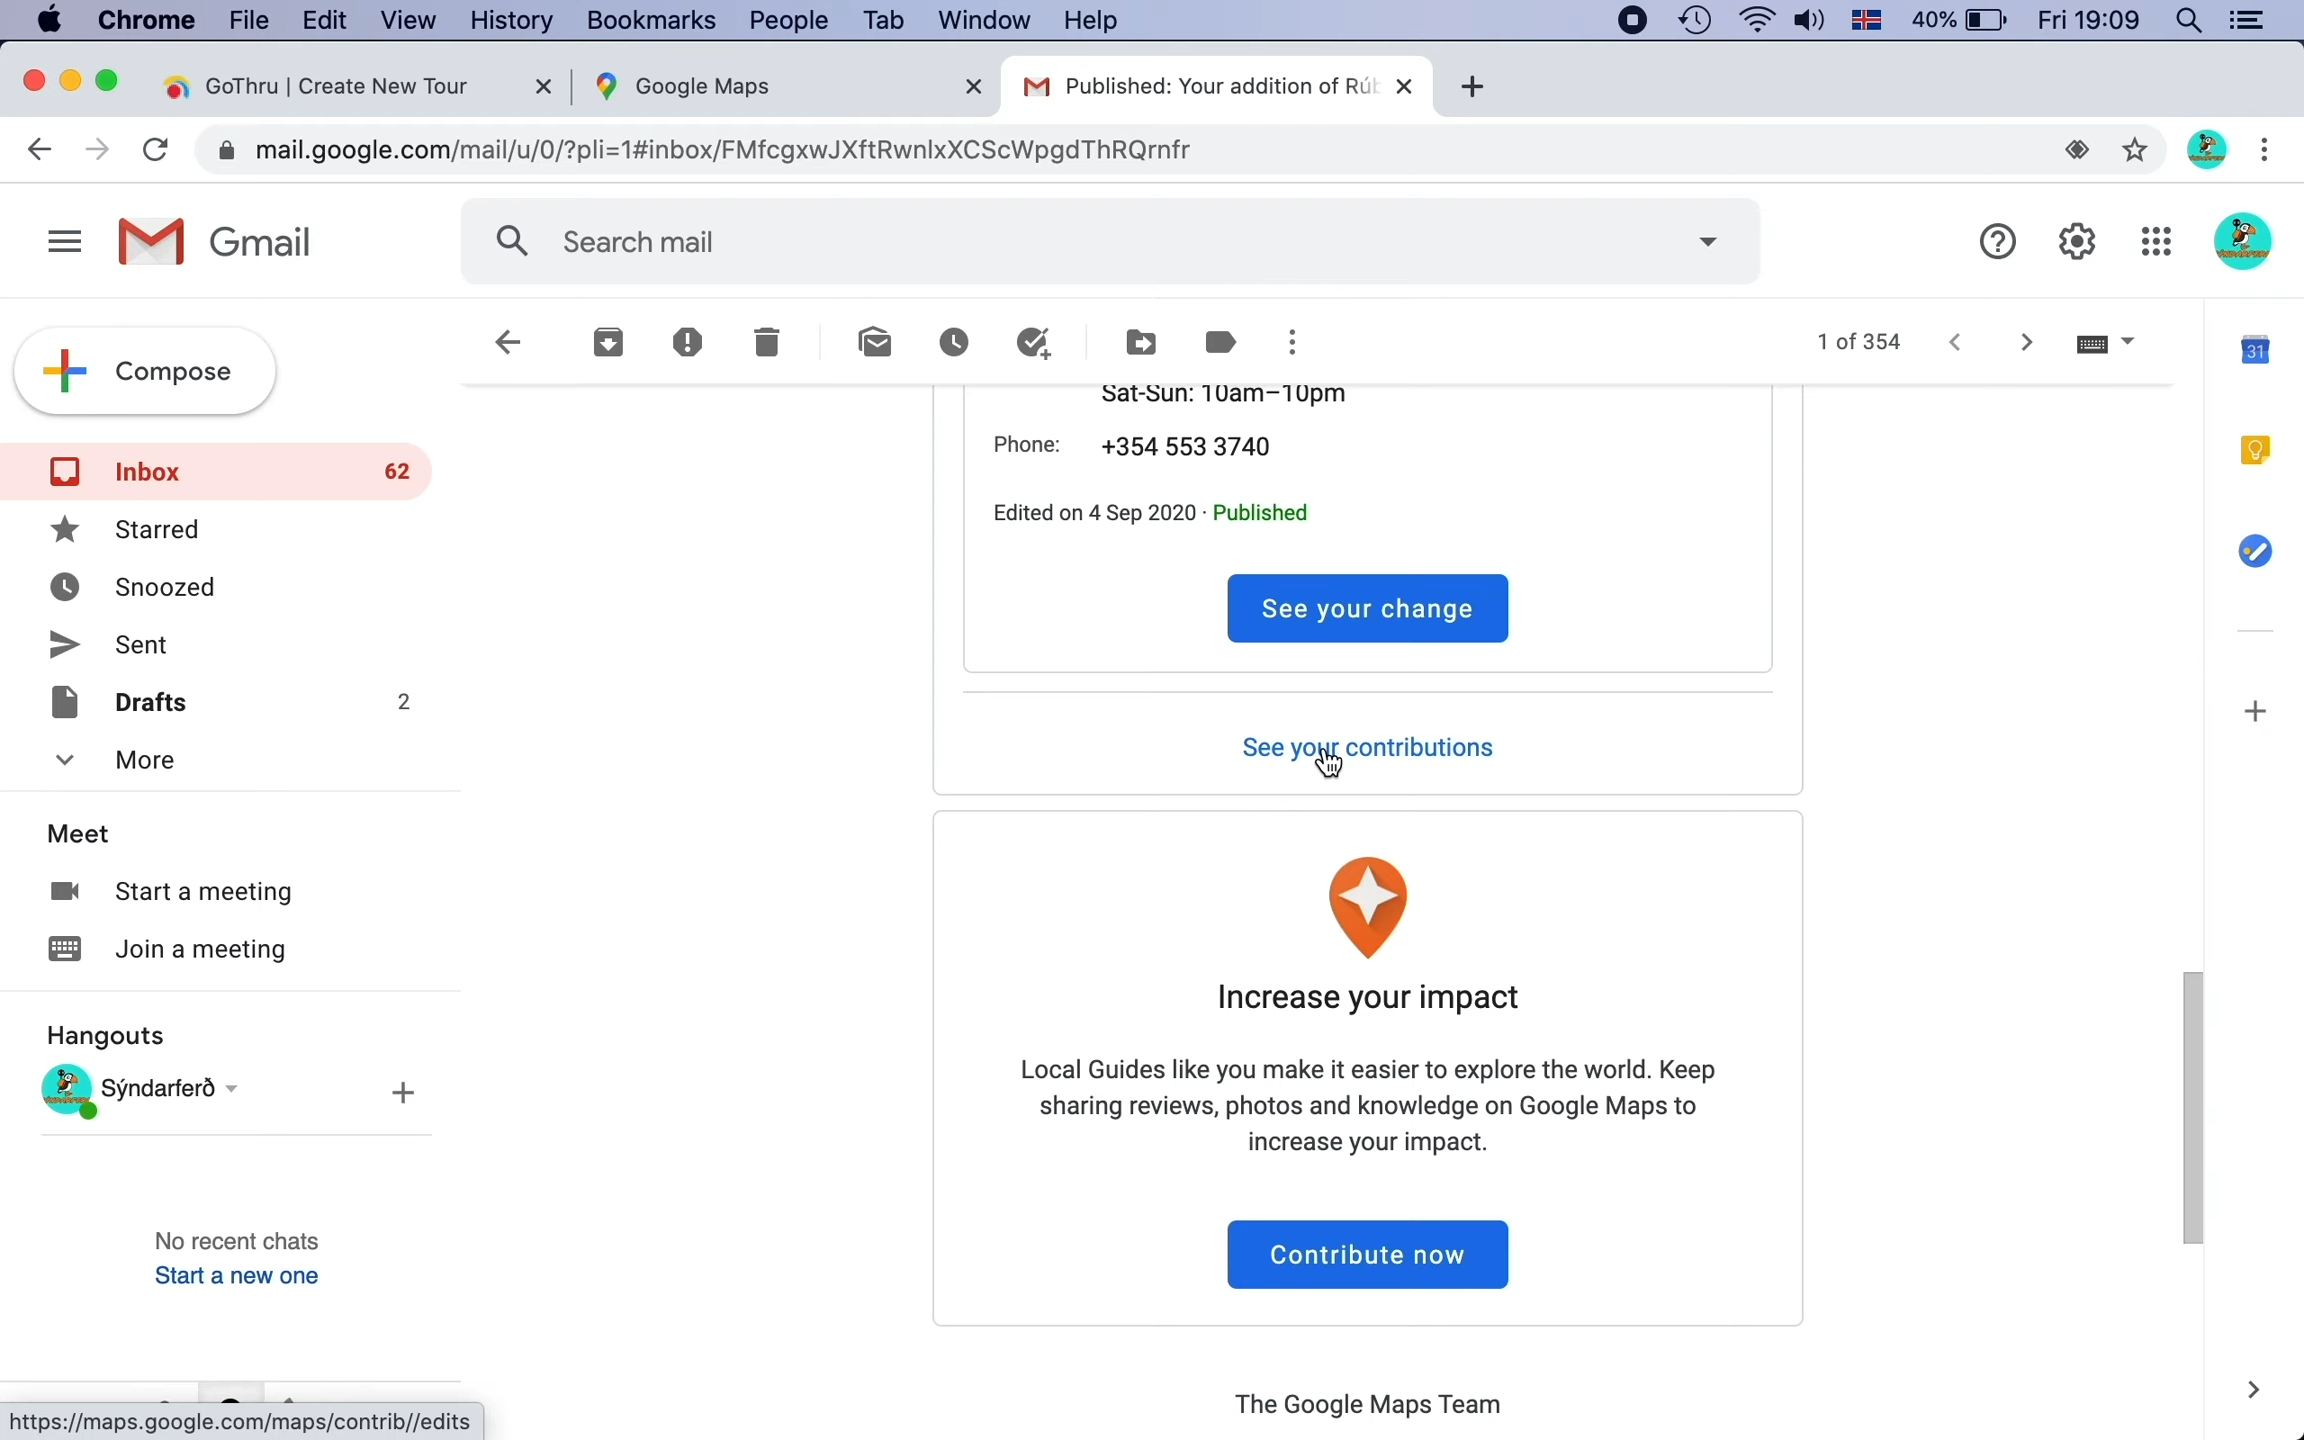 Chrome File Edit View History Bookmarks People Tab Window Help 40% Fri 19:09
GoThru | Create New Tour Google Maps Published: Your addition of Rúb
mail.google.com/mail/u/0/?pli=1#inbox/FMfcgxwJXftRwnlxXCScWpgdThRQrnfr
Gmail Search mail
Compose 1 of 354 31
Sat-Sun: 10am–10pm
Phone: +354 553 3740
Inbox 62
Edited on 4 Sep 2020 · Published
Starred
Snoozed
See your change
Sent
Drafts 2
See your contributions
More
Meet
Start a meeting
Join a meeting
Increase your impact
Hangouts
Sýndarferð
Local Guides like you make it easier to explore the world. Keep
sharing reviews, photos and knowledge on Google Maps to
increase your impact.
No recent chats
Start a new one
Contribute now
The Google Maps Team
https://maps.google.com/maps/contrib//edits